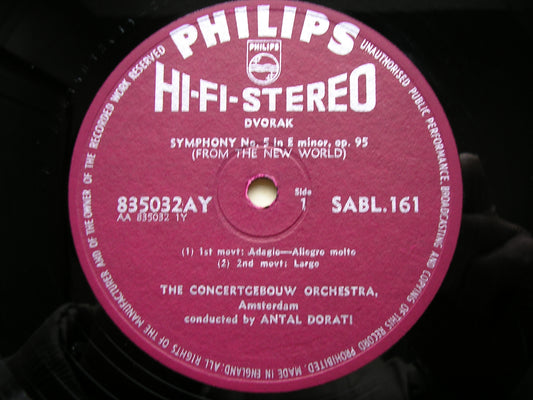 PHILIPS
PHILIPS
HI-FI-STEREO
DVORAK
SYMPHONY No. 5 in E minor, op. 95
(FROM THE NEW WORLD)
835032AY
AA 835032 1Y
Side
1
SABL.161
(1) 1st movt: Adagio—Allegro molto
(2) 2nd movt: Largo
THE CONCERTGEBOUW ORCHESTRA,
Amsterdam
conducted by ANTAL DORATI
MADE IN ENGLAND. ALL RIGHTS OF THE MANUFACTURER AND OF THE OWNER OF THE RECORDED WORK RESERVED
UNAUTHORISED PUBLIC PERFORMANCE, BROADCASTING AND COPYING OF THIS RECORD PROHIBITED.